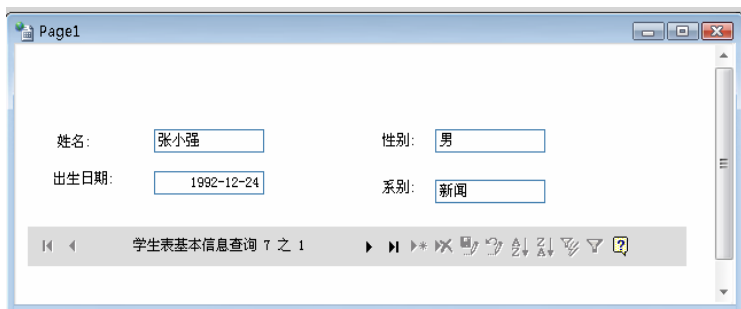 Page1
姓名: 张小强 性别: 男
出生日期: 1992-12-24 系别: 新闻
学生表基本信息查询 7 之 1